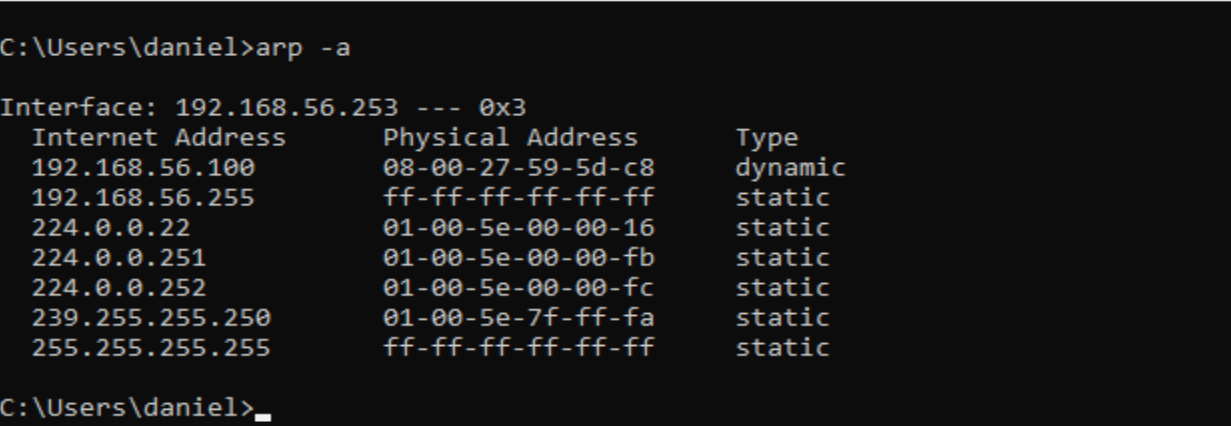 C:\Users\daniel>arp -a
Interface: 192.168.56.253 --- 0x3
Internet Address Physical Address Type
192.168.56.100 08-00-27-59-5d-c8 dynamic
192.168.56.255 ff-ff-ff-ff-ff-ff static
224.0.0.22 01-00-5e-00-00-16 static
224.0.0.251 01-00-5e-00-00-fb static
224.0.0.252 01-00-5e-00-00-fc static
239.255.255.250 01-00-5e-7f-ff-fa static
255.255.255.255 ff-ff-ff-ff-ff-ff static
C:\Users\daniel>